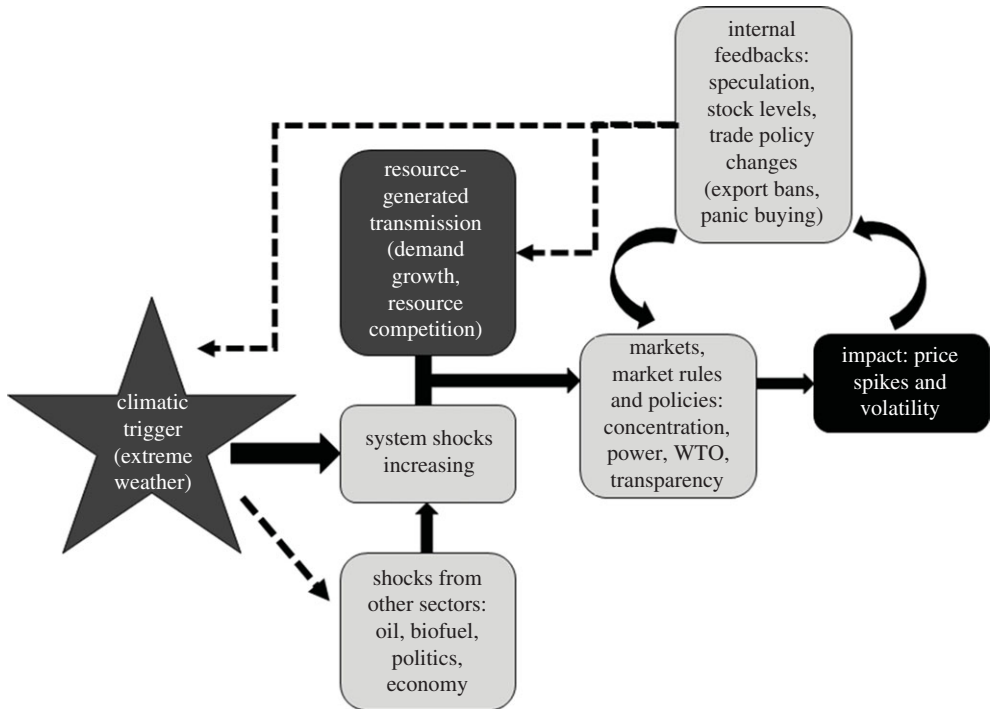 internal
feedbacks:
speculation,
stock levels,
trade policy
changes
(export bans,
panic buying)
resource-
generated
transmission
(demand
growth,
resource
competition)
climatic
trigger
(extreme
weather)
system shocks
increasing
markets,
market rules
and policies:
concentration,
power, WTO,
transparency
impact: price
spikes and
volatility
shocks from
other sectors:
oil, biofuel,
politics,
economy